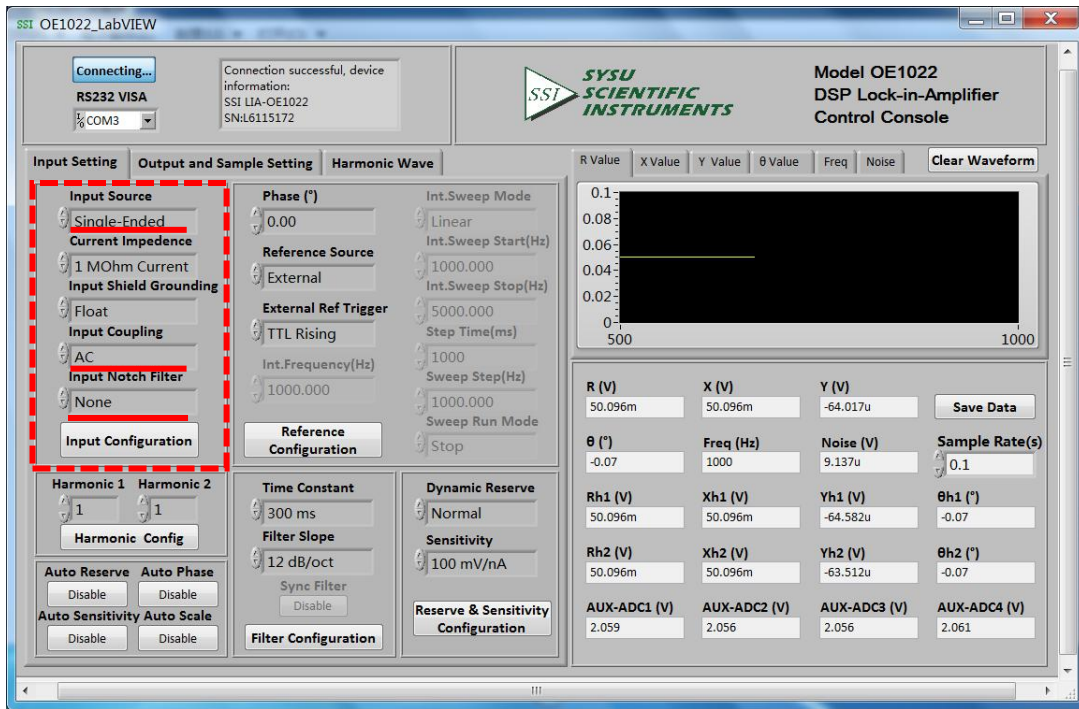 SSI OE1022_LabVIEW
Connecting...
RS232 VISA
COM3
Connection successful, device
information:
SSI LIA-OE1022
SN:L6115172
SSI
SYSU
SCIENTIFIC
INSTRUMENTS
Model OE1022
DSP Lock-in-Amplifier
Control Console
Input Setting Output and Sample Setting Harmonic Wave
Input Source
Single-Ended
Current Impedance
1 MOhm Current
Input Shield Grounding
Float
Input Coupling
AC
Input Notch Filter
None
Input Configuration
Phase (°)
0.00
Reference Source
External
External Ref Trigger
TTL Rising
Int.Frequency(Hz)
1000.000
Reference
Configuration
Int.Sweep Mode
Linear
Int.Sweep Start(Hz)
1000.000
Int.Sweep Stop(Hz)
5000.000
Step Time(ms)
1000
Sweep Step(Hz)
1000.000
Sweep Run Mode
Stop
Harmonic 1 Harmonic 2
1 1
Harmonic Config
Auto Reserve Auto Phase
Disable Disable
Auto Sensitivity Auto Scale
Disable Disable
Time Constant
300 ms
Filter Slope
12 dB/oct
Sync Filter
Disable
Filter Configuration
Dynamic Reserve
Normal
Sensitivity
100 mV/nA
Reserve & Sensitivity
Configuration
R Value X Value Y Value θ Value Freq Noise Clear Waveform
0.1
0.08
0.06
0.04
0.02
0
500 1000
R (V) X (V) Y (V)
50.096m 50.096m -64.017u Save Data
θ (°) Freq (Hz) Noise (V) Sample Rate(s)
-0.07 1000 9.137u 0.1
Rh1 (V) Xh1 (V) Yh1 (V) θh1 (°)
50.096m 50.096m -64.582u -0.07
Rh2 (V) Xh2 (V) Yh2 (V) θh2 (°)
50.096m 50.096m -63.512u -0.07
AUX-ADC1 (V) AUX-ADC2 (V) AUX-ADC3 (V) AUX-ADC4 (V)
2.059 2.056 2.056 2.061